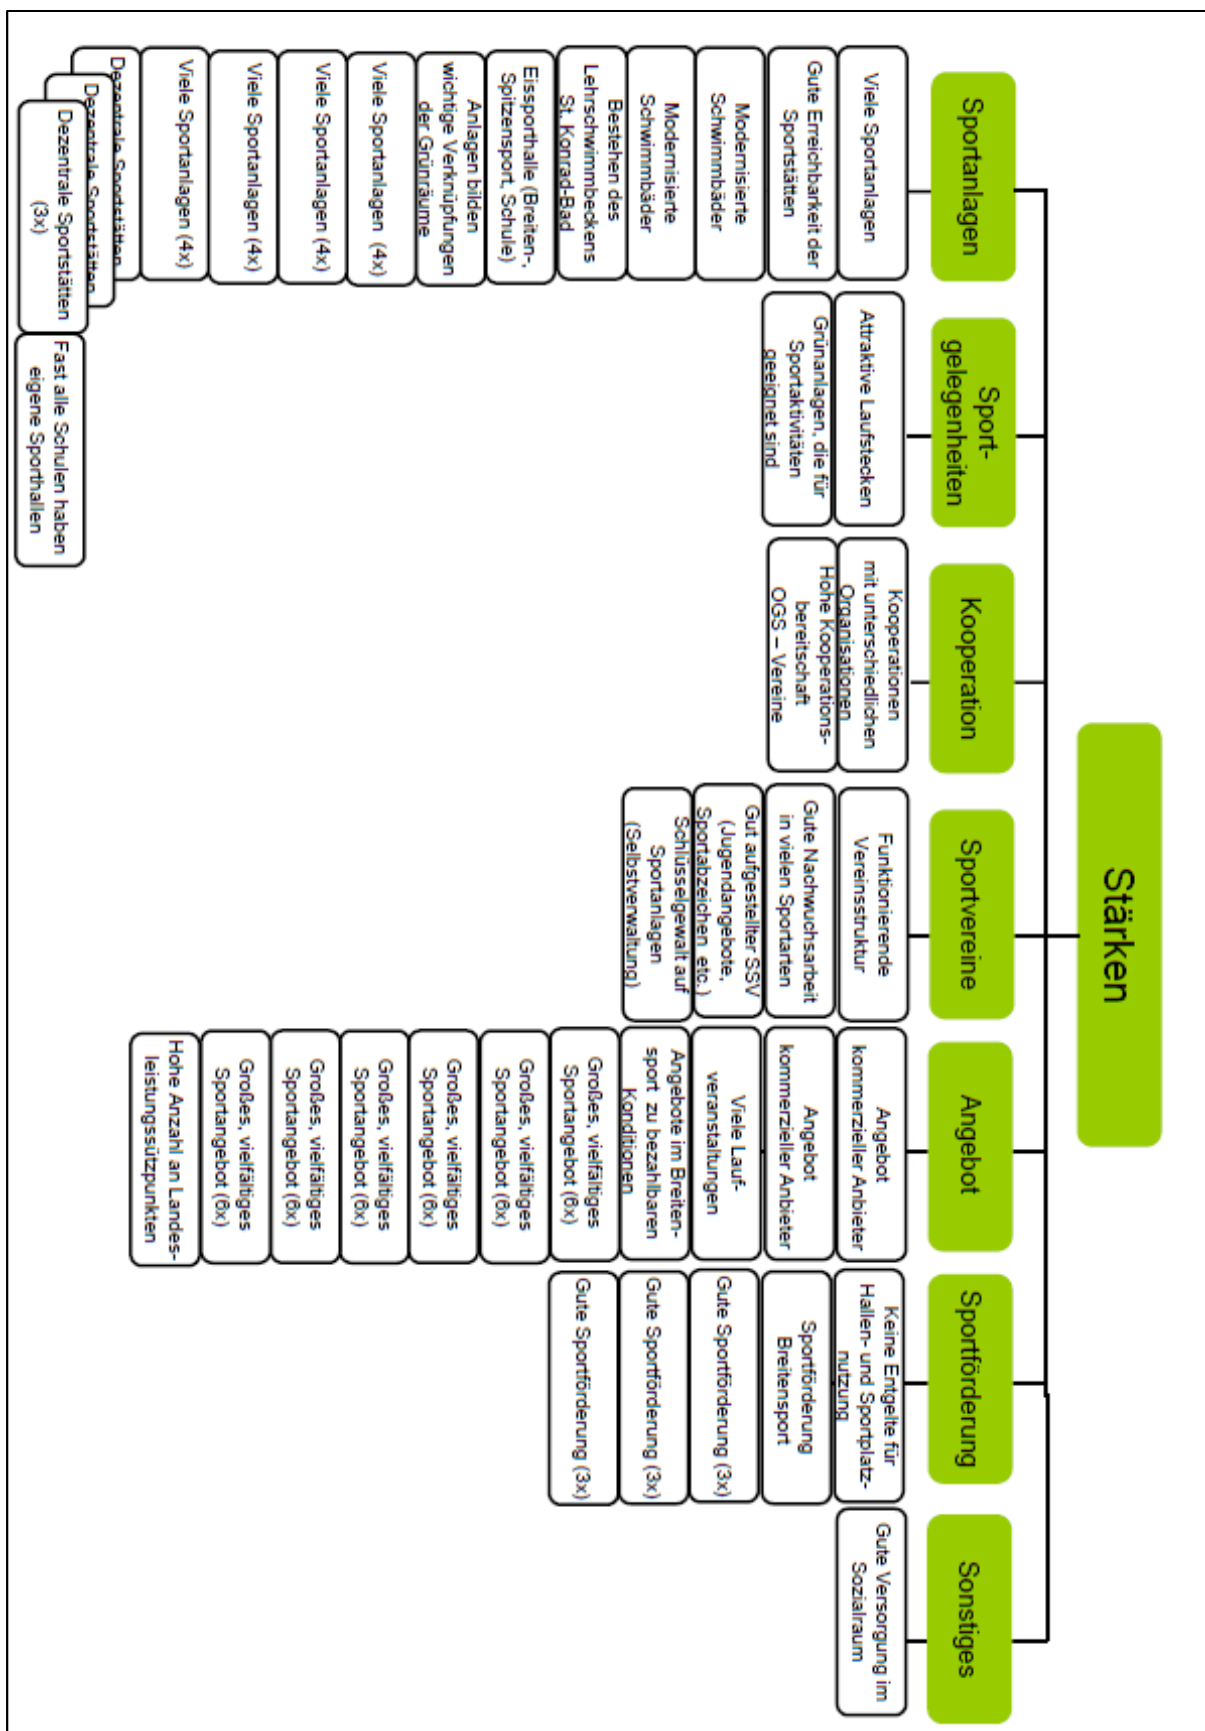 Stärken
Sportanlagen
Viele Sportanlagen
Gute Erreichbarkeit der
Sportstätten
Modernisierte
Schwimmbäder
Modernisierte
Schwimmbäder
Bestehen des
Lehrschwimmbeckens
St. Konrad-Bad
Eissporthalle (Breiten-,
Spitzensport, Schule)
Anlagen bilden
wichtige Verknüpfungen
der Grünräume
Viele Sportanlagen (4x)
Viele Sportanlagen (4x)
Viele Sportanlagen (4x)
Viele Sportanlagen (4x)
Dezentrale Sportstätten
Dezentrale Sportstätten
Dezentrale Sportstätten
(3x)
Fast alle Schulen haben
eigene Sporthallen
Sport-
gelegenheiten
Attraktive Laufstecken
Grünanlagen, die für
Sportaktivitäten
geeignet sind
Kooperation
Kooperationen
mit unterschiedlichen
Organisationen
Hohe Kooperations-
bereitschaft
OGS – Vereine
Sportvereine
Funktionierende
Vereinsstruktur
Gute Nachwuchsarbeit
in vielen Sportarten
Gut aufgestellter SSV
(Jugendangebote,
Sportabzeichen etc.)
Schlüsselgewalt auf
Sportanlagen
(Selbstverwaltung)
Angebot
Angebot
kommerzieller Anbieter
Angebot
kommerzieller Anbieter
Viele Lauf-
veranstaltungen
Angebote im Breiten-
sport zu bezahlbaren
Konditionen
Großes, vielfältiges
Sportangebot (6x)
Großes, vielfältiges
Sportangebot (6x)
Großes, vielfältiges
Sportangebot (6x)
Großes, vielfältiges
Sportangebot (6x)
Großes, vielfältiges
Sportangebot (6x)
Großes, vielfältiges
Sportangebot (6x)
Hohe Anzahl an Landes-
leistungssützpunkten
Sportförderung
Keine Entgelte für
Hallen- und Sportplatz-
nutzung
Sportförderung
Breitensport
Gute Sportförderung (3x)
Gute Sportförderung (3x)
Gute Sportförderung (3x)
Sonstiges
Gute Versorgung im
Sozialraum